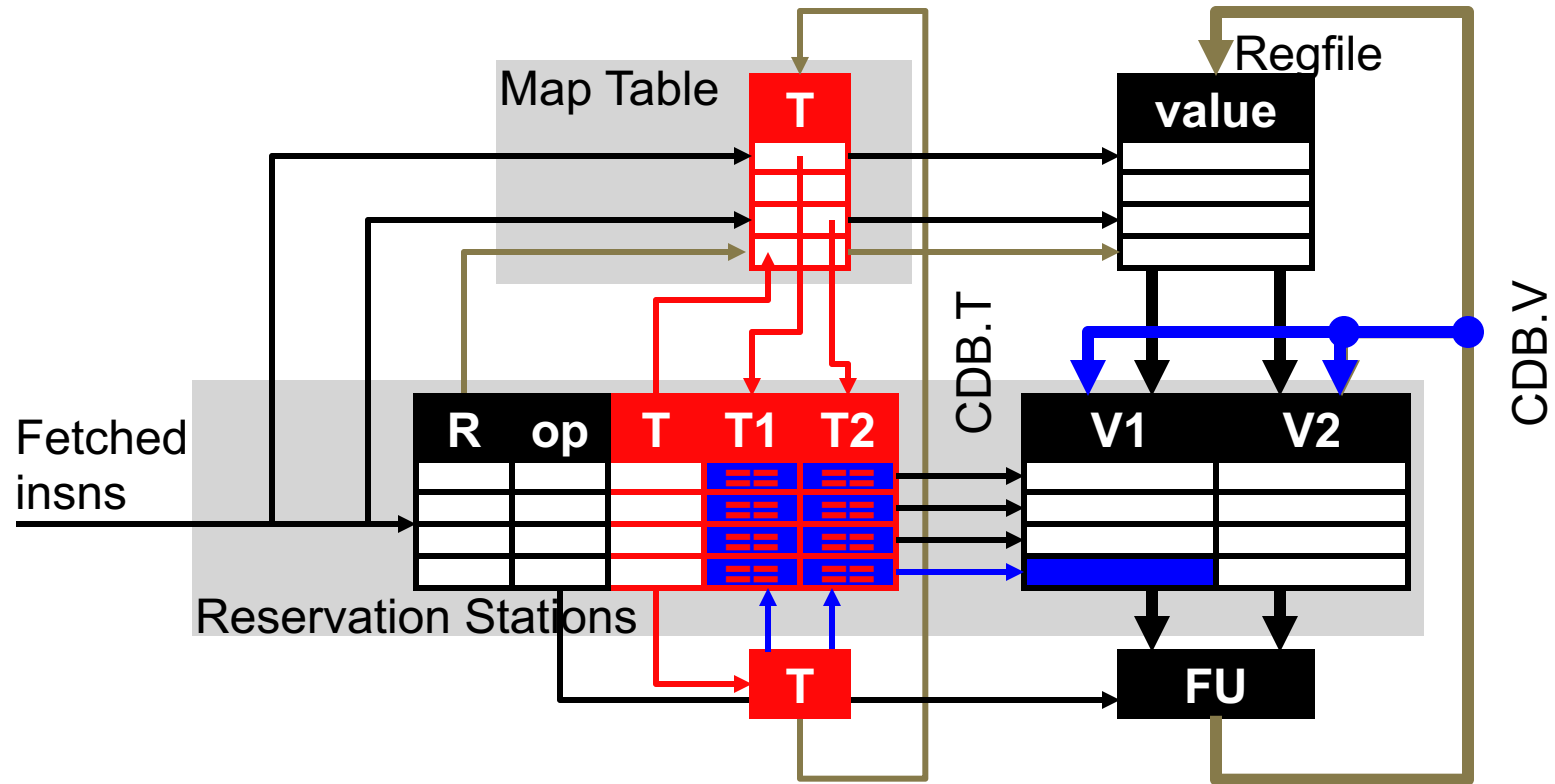 Regfile
Map Table
T
value
CDB.T
CDB.V
Fetched
insns
R op T T1 T2
V1 V2
Reservation Stations
T
FU